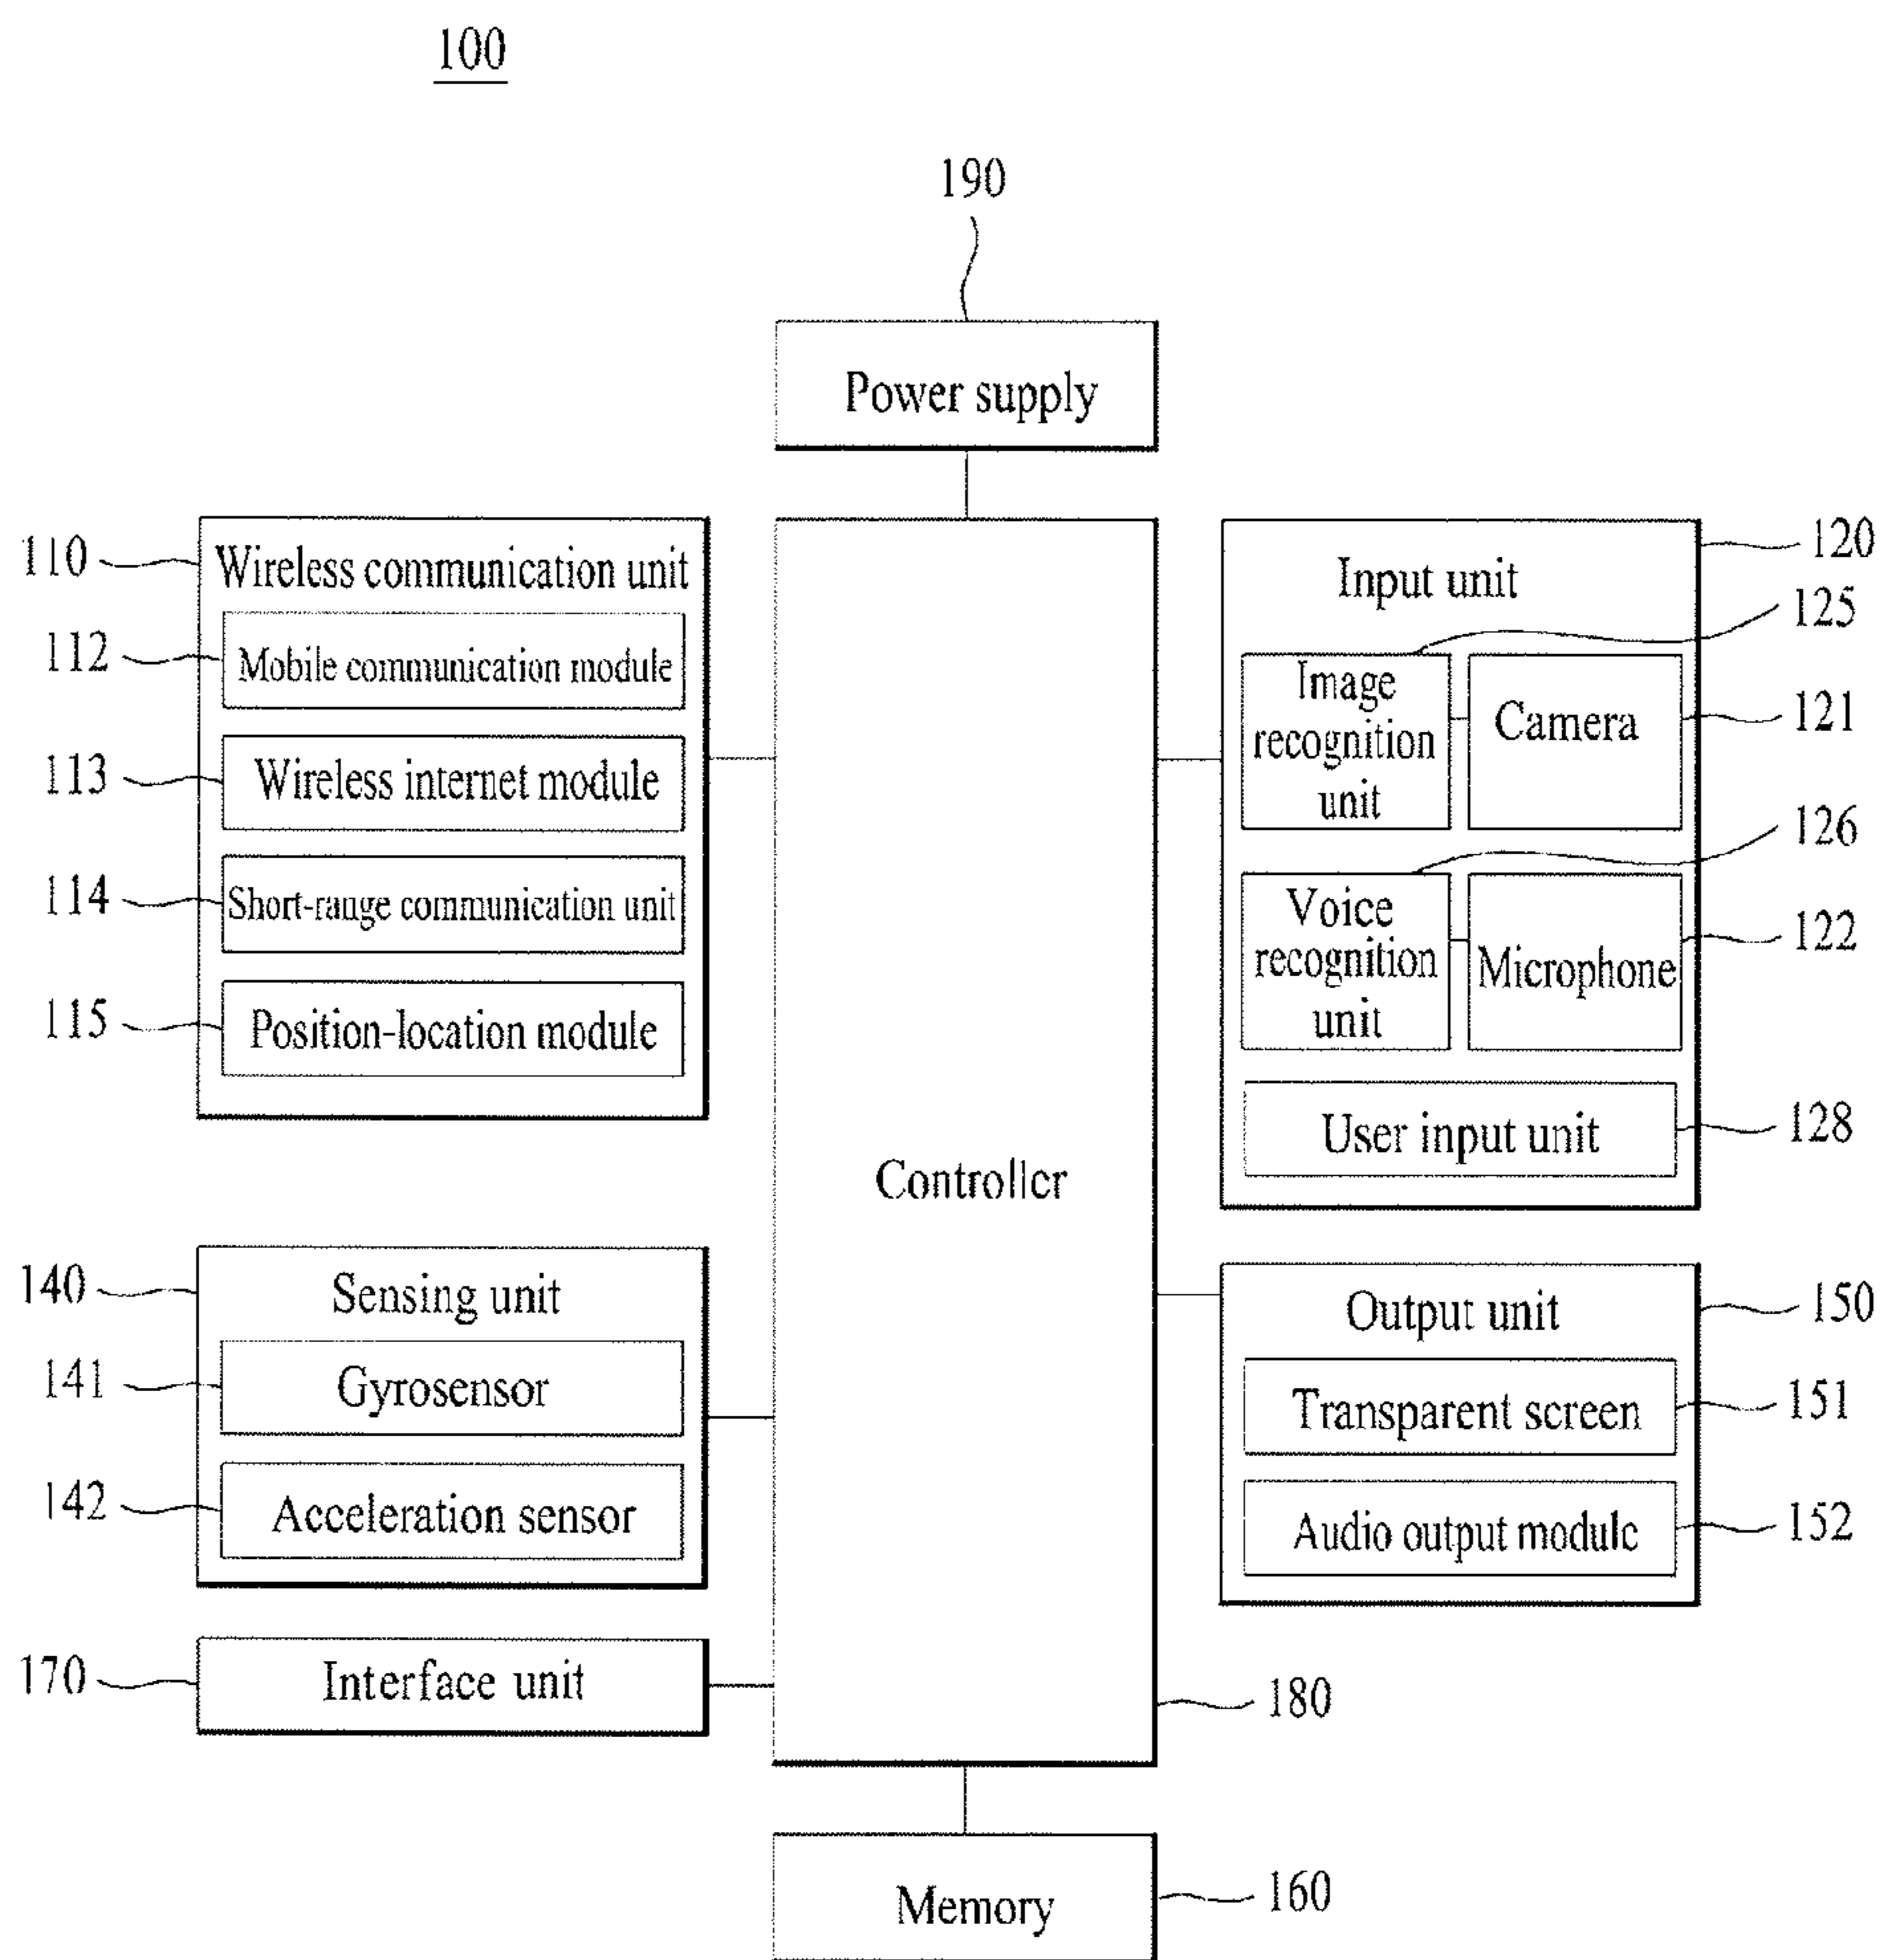 100
190
Power supply
110
Wireless communication unit
112
Mobile communication module
113
Wireless internet module
114
Short-range communication unit
115
Position-location module
140
Sensing unit
141
Gyrosensor
142
Acceleration sensor
170
Interface unit
Controller
180
120
Input unit
125
Image
recognition
unit
Camera
121
126
Voice
recognition
unit
Microphone
122
User input unit
128
Output unit
150
Transparent screen
151
Audio output module
152
Memory
160